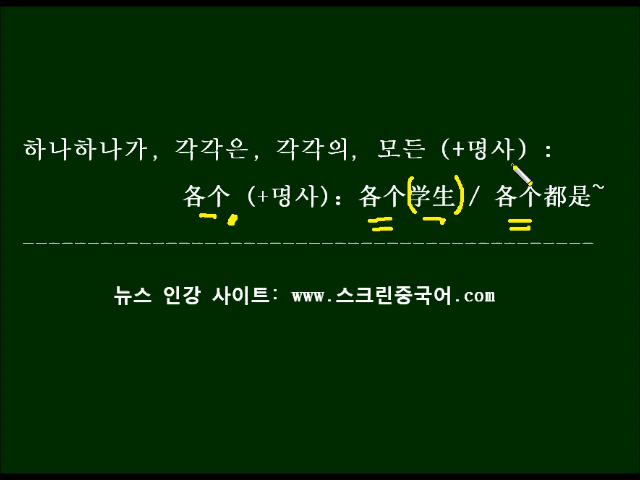 하나하나가, 각각은, 각각의, 모든 (+명사) :
各个 (+명사): 各个(学生) / 各个都是~
뉴스 인강 사이트: www.스크린중국어.com